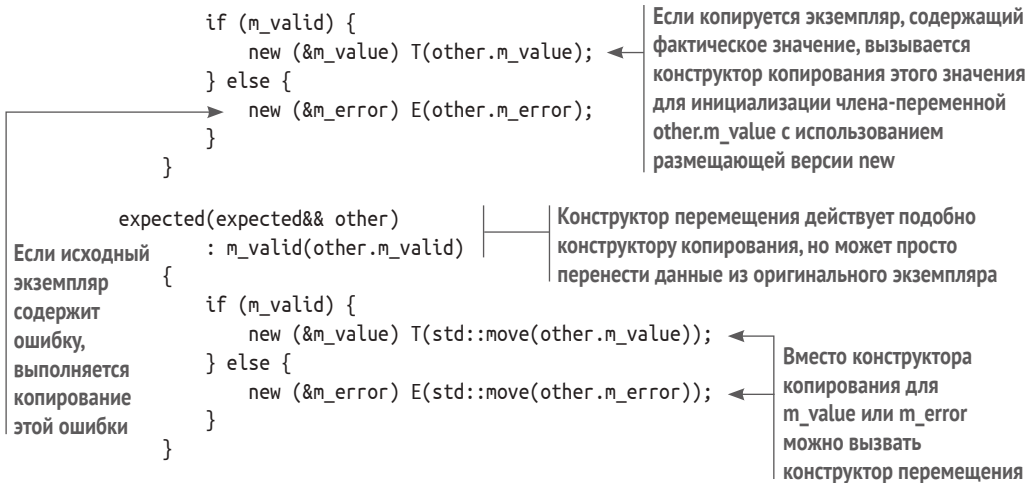 if (m_valid) {
new (&m_value) T(other.m_value);
} else {
new (&m_error) E(other.m_error);
}
}
Если копируется экземпляр, содержащий
фактическое значение, вызывается
конструктор копирования этого значения
для инициализации члена-переменной
other.m_value с использованием
размещающей версии new
expected(expected&& other)
: m_valid(other.m_valid)
{
if (m_valid) {
new (&m_value) T(std::move(other.m_value));
} else {
new (&m_error) E(std::move(other.m_error));
}
}
Конструктор перемещения действует подобно
конструктору копирования, но может просто
перенести данные из оригинального экземпляра
Если исходный
экземпляр
содержит
ошибку,
выполняется
копирование
этой ошибки
Вместо конструктора
копирования для
m_value или m_error
можно вызвать
конструктор перемещения